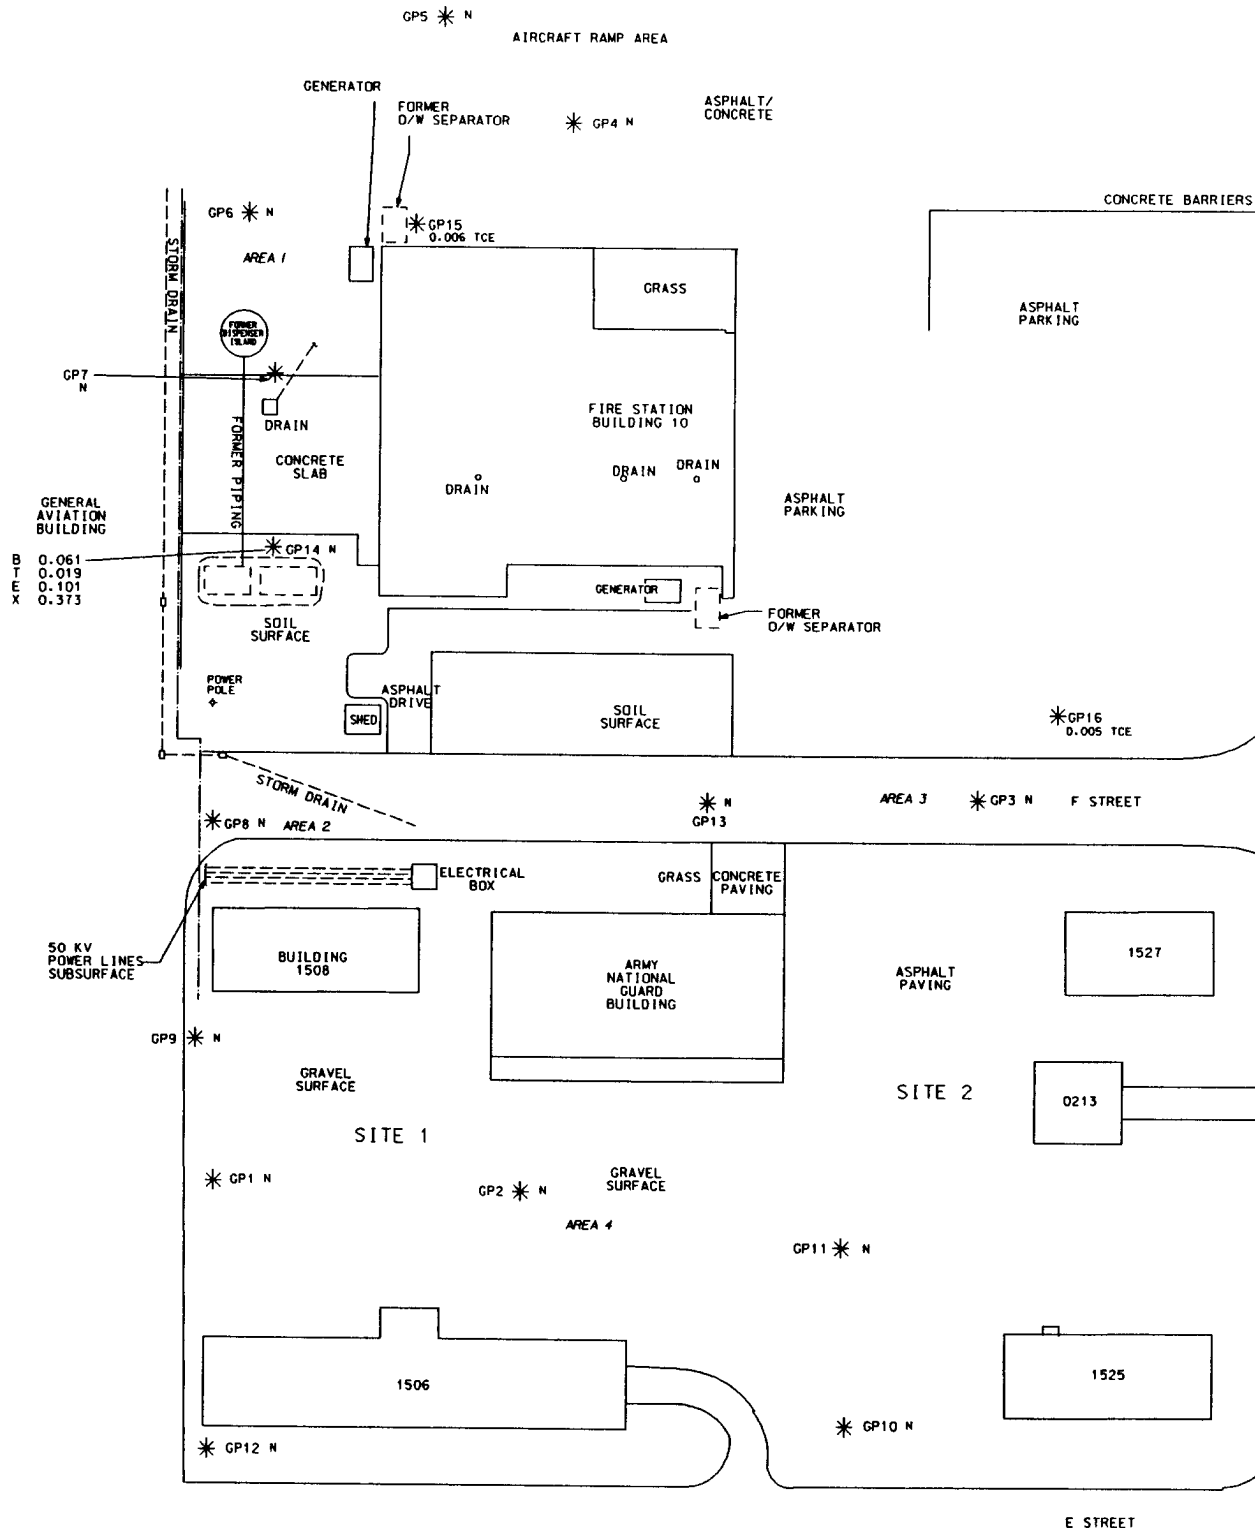 GP5 N
AIRCRAFT RAMP AREA
GENERATOR
FORMER
O/W SEPARATOR
ASPHALT/
CONCRETE
GP4 N
CONCRETE BARRIERS
GP6 N
GP15
0.006 TCE
STORM DRAIN
AREA 1
GRASS
ASPHALT
PARKING
FORMER
DISPENSER
ISLAND
GP7
N
FIRE STATION
BUILDING 10
DRAIN
FORMER PIPING
CONCRETE
SLAB
DRAIN
DRAIN
DRAIN
GENERAL
AVIATION
BUILDING
ASPHALT
PARKING
GP14 N
B 0.061
T 0.019
E 0.101
X 0.373
GENERATOR
FORMER
O/W SEPARATOR
SOIL
SURFACE
POWER
POLE
ASPHALT
DRIVE
SHED
SOIL
SURFACE
GP16
0.005 TCE
STORM DRAIN
GP8 N
AREA 2
N
GP13
AREA 3
GP3 N
F STREET
ELECTRICAL
BOX
GRASS
CONCRETE
PAVING
50 KV
POWER LINES
SUBSURFACE
BUILDING
1508
ARMY
NATIONAL
GUARD
BUILDING
ASPHALT
PAVING
1527
GP9 N
GRAVEL
SURFACE
SITE 2
0213
SITE 1
GP1 N
GP2 N
GRAVEL
SURFACE
AREA 4
GP11 N
1506
1525
GP12 N
GP10 N
E STREET